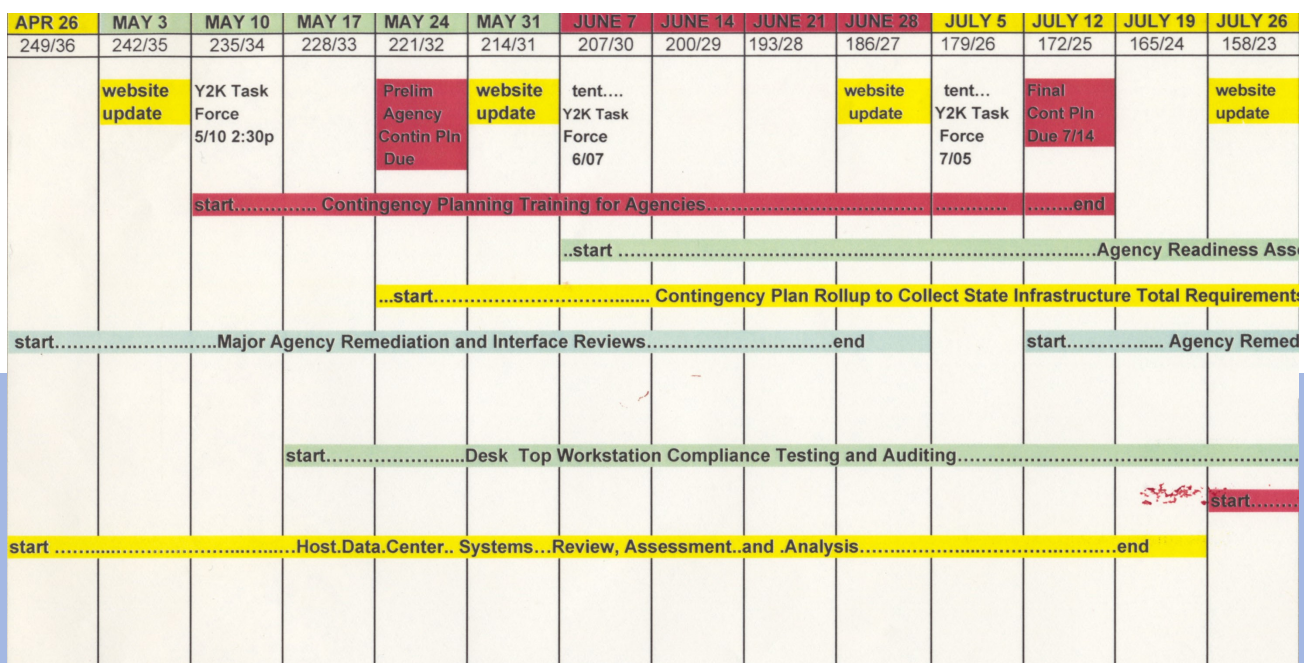 APR 26 MAY 3 MAY 10 MAY 17 MAY 24 MAY 31 JUNE 7 JUNE 14 JUNE 21 JUNE 28 JULY 5 JULY 12 JULY 19 JULY 26
249/36 242/35 235/34 228/33 221/32 214/31 207/30 200/29 193/28 186/27 179/26 172/25 165/24 158/23
website
update
Y2K Task
Force
5/10 2:30p
Prelim
Agency
Contin Pln
Due
website
update
tent....
Y2K Task
Force
6/07
website
update
tent...
Y2K Task
Force
7/05
Final
Cont Pln
Due 7/14
website
update
start.............. Contingency Planning Training for Agencies..........................................................end
..start ..........................................................................Agency Readiness Asse
...start.................................... Contingency Plan Rollup to Collect State Infrastructure Total Requirements
start...........................Major Agency Remediation and Interface Reviews..............................end
start................ Agency Remed
start.......................Desk Top Workstation Compliance Testing and Auditing.....................................................
start.........
start ........................................Host.Data.Center.. Systems...Review, Assessment..and .Analysis.........................................end